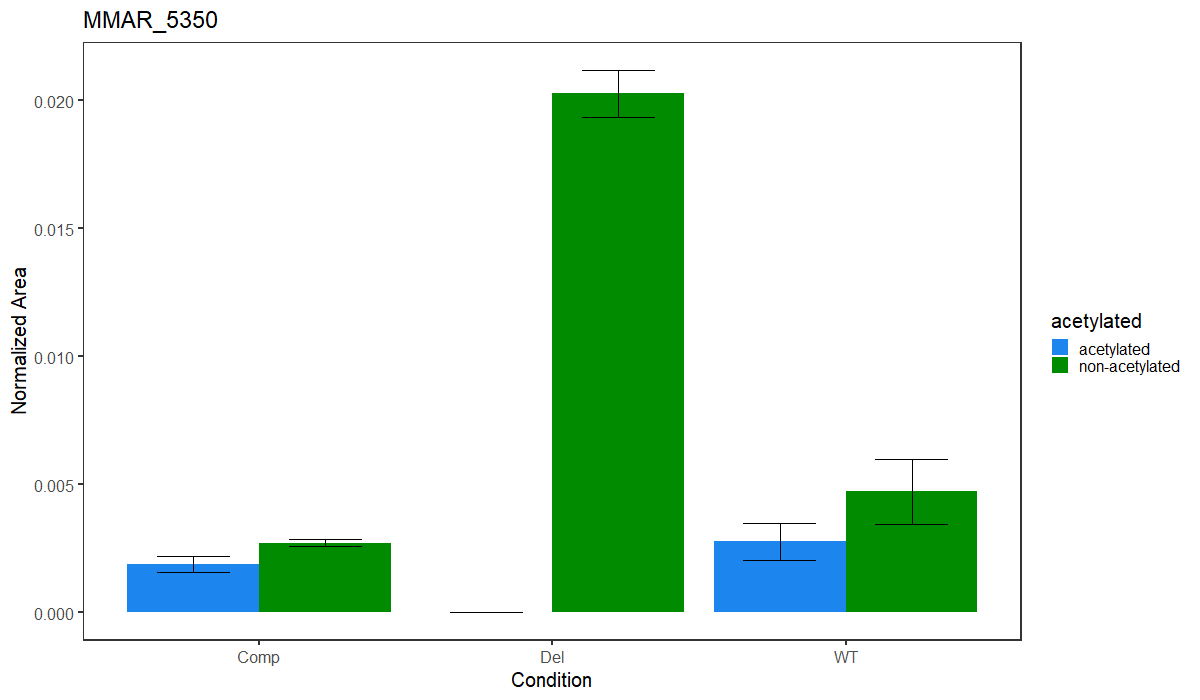 MMAR_5350
Normalized Area
0.020
0.015
0.010
0.005
0.000
Comp Del WT
Condition
acetylated
acetylated
non-acetylated